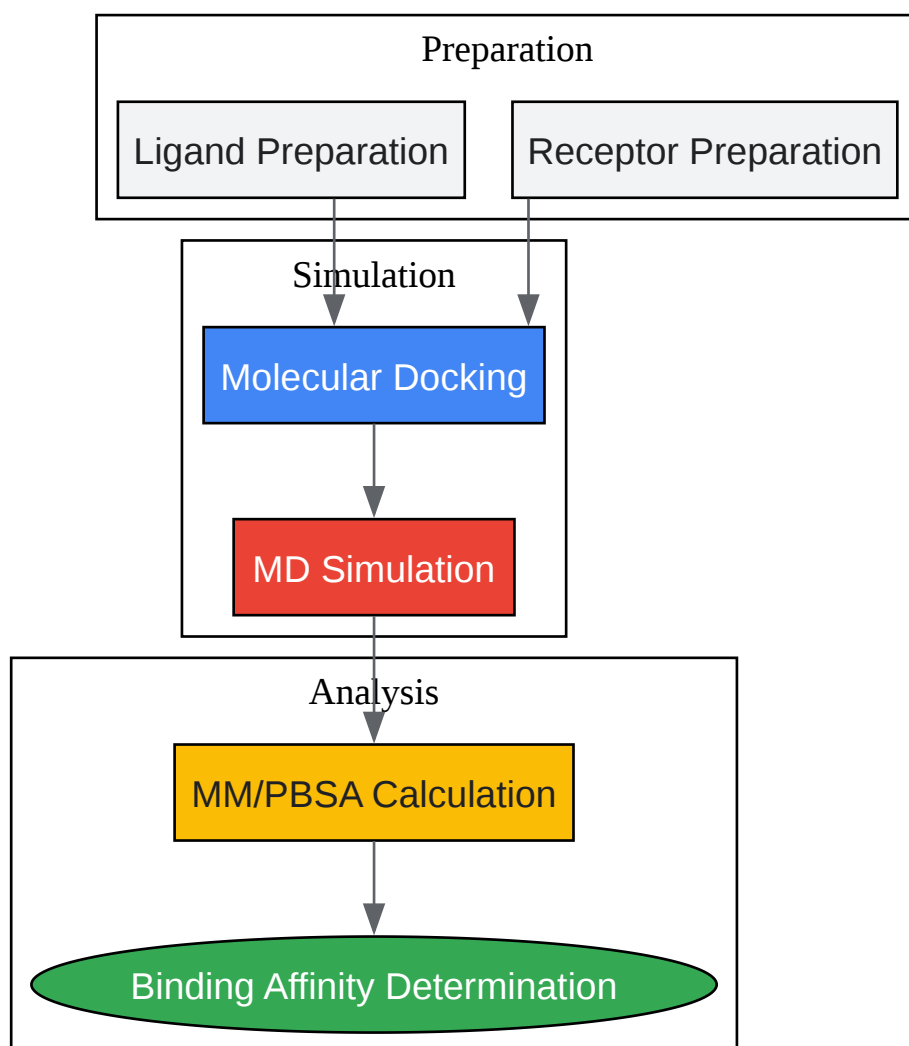 Preparation
Ligand Preparation
Receptor Preparation
Simulation
Molecular Docking
MD Simulation
Analysis
MM/PBSA Calculation
Binding Affinity Determination